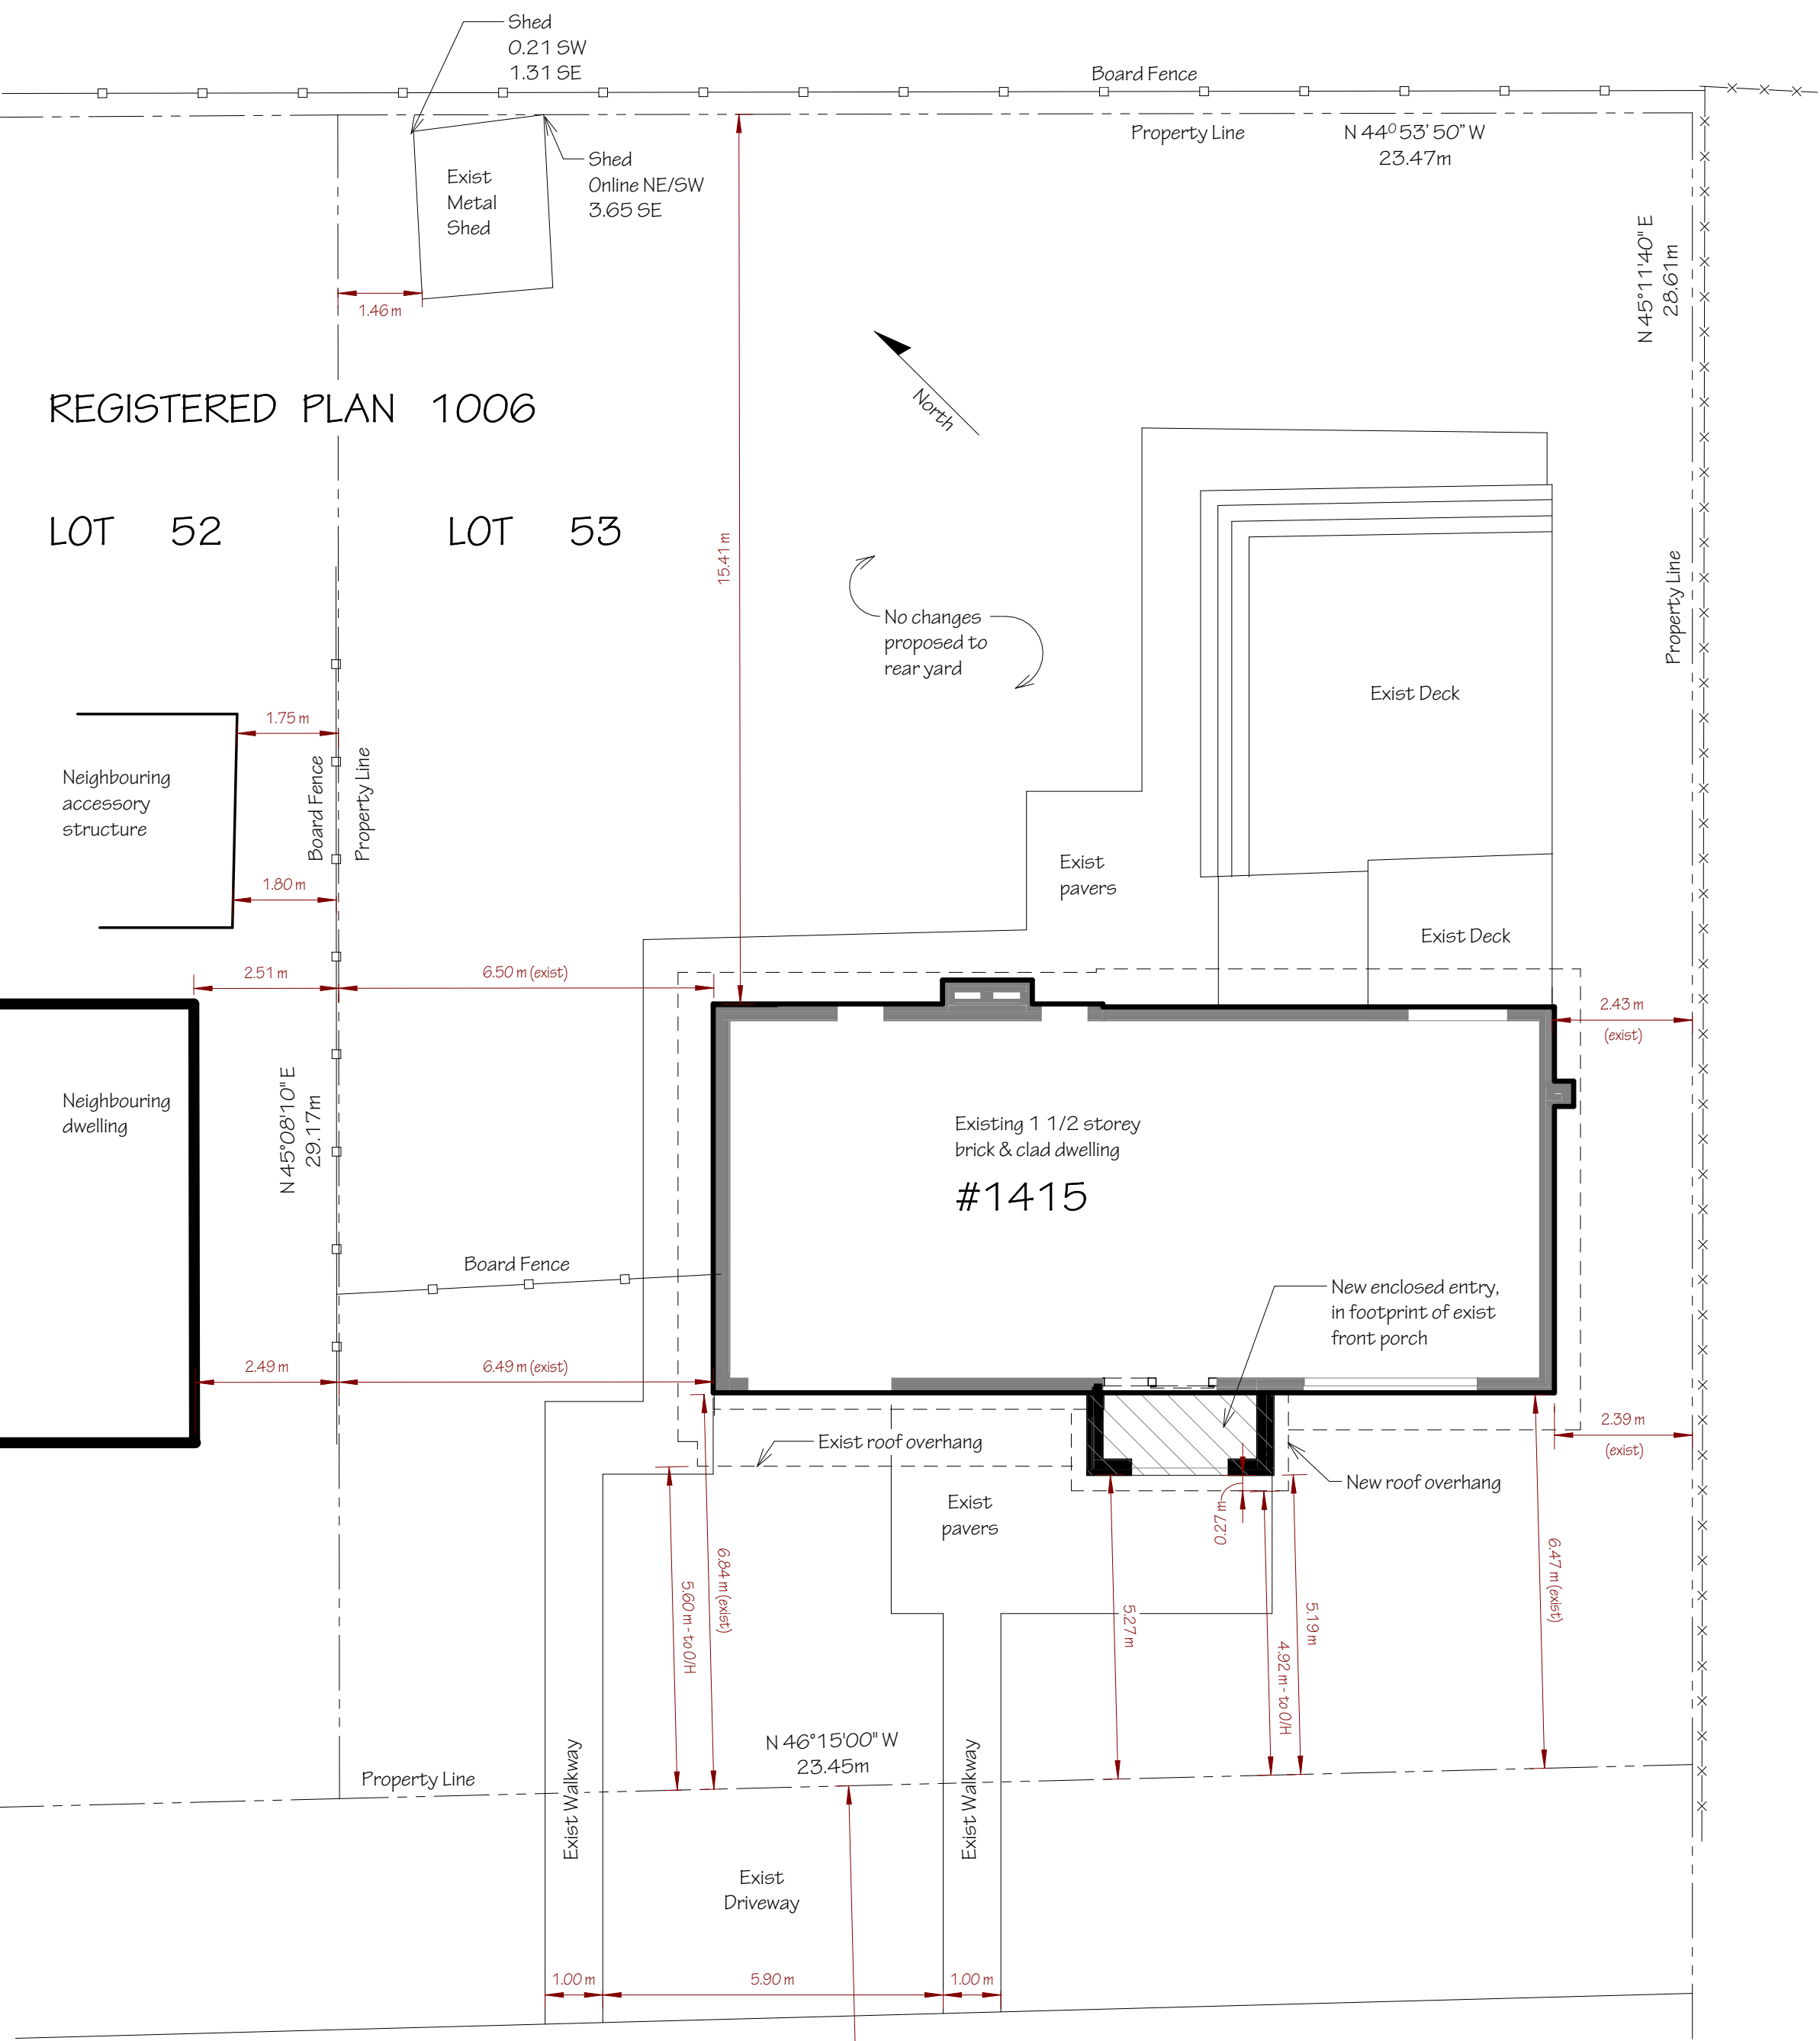 Shed
0.21 SW
1.31 SE
Board Fence
Property Line
N 44⁰ 53' 50" W
23.47m
Shed
Online NE/SW
3.65 SE
Exist
Metal
Shed
1.46 m
N 45°11'40" E
28.61m
North
REGISTERED PLAN 1006
LOT 52
LOT 53
15.41 m
No changes
proposed to
rear yard
Property Line
Exist Deck
1.75 m
Neighbouring
accessory
structure
Board Fence
Property Line
1.80 m
Exist
pavers
Exist Deck
2.51 m
6.50 m (exist)
2.43 m
(exist)
Neighbouring
dwelling
N 45°08'10" E
29.17m
Existing 1 1/2 storey
brick & clad dwelling
#1415
Board Fence
New enclosed entry,
in footprint of exist
front porch
2.49 m
6.49 m (exist)
2.39 m
(exist)
Exist roof overhang
New roof overhang
Exist
pavers
0.27 m
5.60 m - to O/H
6.84 m (exist)
5.27 m
4.92 m - to O/H
5.19 m
6.47 m (exist)
N 46°15'00" W
23.45m
Property Line
Exist Walkway
Exist Walkway
Exist
Driveway
1.00 m
5.90 m
1.00 m